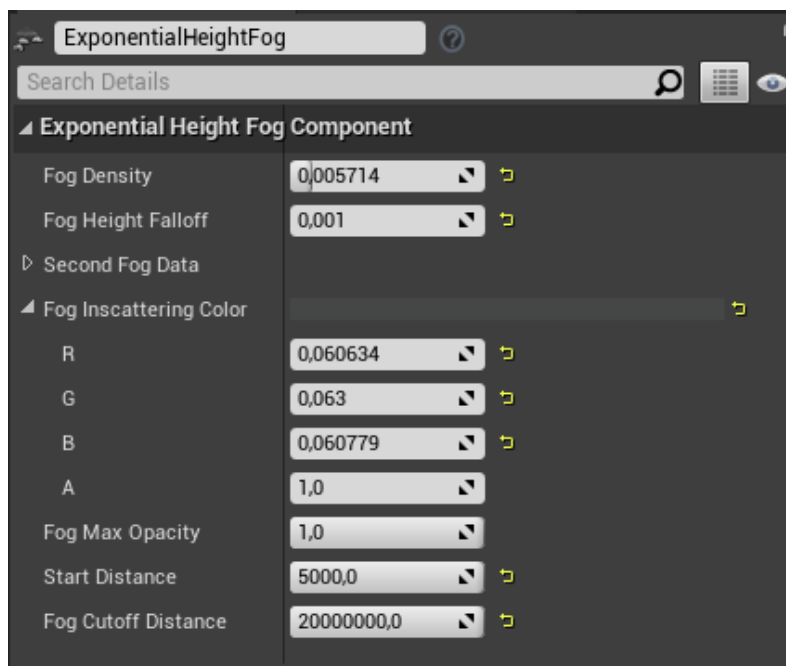 ExponentialHeightFog
Search Details
Exponential Height Fog Component
Fog Density 0,005714
Fog Height Falloff 0,001
Second Fog Data
Fog Inscattering Color
R 0,060634
G 0,063
B 0,060779
A 1,0
Fog Max Opacity 1,0
Start Distance 5000,0
Fog Cutoff Distance 20000000,0